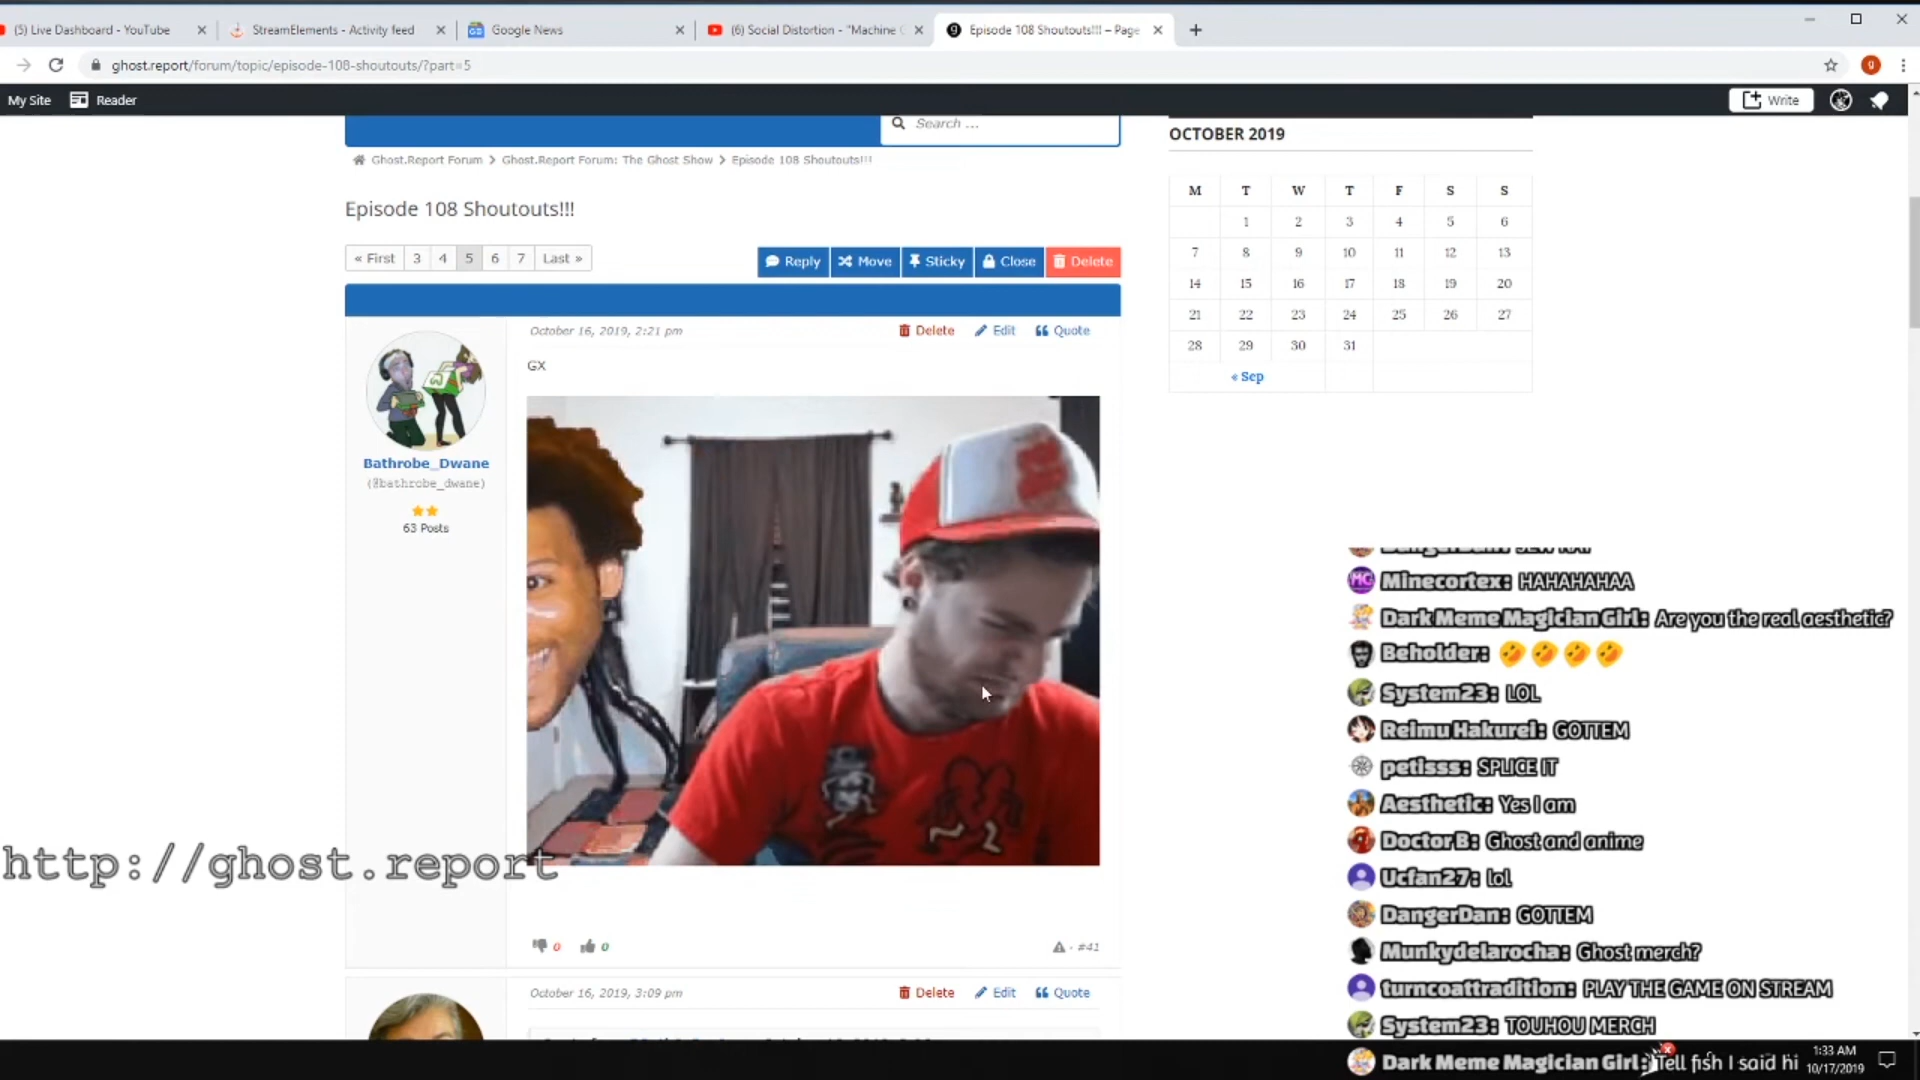 (5) Live Dashboard - YouTube
StreamElements - Activity feed
Google News
(6) Social Distortion - "Machine
Episode 108 Shoutouts!!! – Page
ghost.report/forum/topic/episode-108-shoutouts/?part=5
My Site
Reader
Write
Search ...
Ghost.Report Forum > Ghost.Report Forum: The Ghost Show > Episode 108 Shoutouts!!!
Episode 108 Shoutouts!!!
« First 3 4 5 6 7 Last »
Reply Move Sticky Close Delete
October 16, 2019, 2:21 pm
Delete Edit Quote
GX
Bathrobe_Dwane
(@bathrobe_dwane)
63 Posts
0 0
- #41
October 16, 2019, 3:09 pm
Delete Edit Quote
http://ghost.report
OCTOBER 2019
M T W T F S S
1 2 3 4 5 6
7 8 9 10 11 12 13
14 15 16 17 18 19 20
21 22 23 24 25 26 27
28 29 30 31
« Sep
Minecortex: HAHAHAHAA
Dark Meme Magician Girl: Are you the real aesthetic?
Beholder:
System23: LOL
Reimu Hakurei: GOTTEM
petisss: SPLICE IT
Aesthetic: Yes I am
Doctor B: Ghost and anime
Ucfan27: lol
DangerDan: GOTTEM
Munkydelarocha: Ghost merch?
turncoattradition: PLAY THE GAME ON STREAM
System23: TOUHOU MERCH
Dark Meme Magician Girl: Tell fish I said hi
1:33 AM
10/17/2019